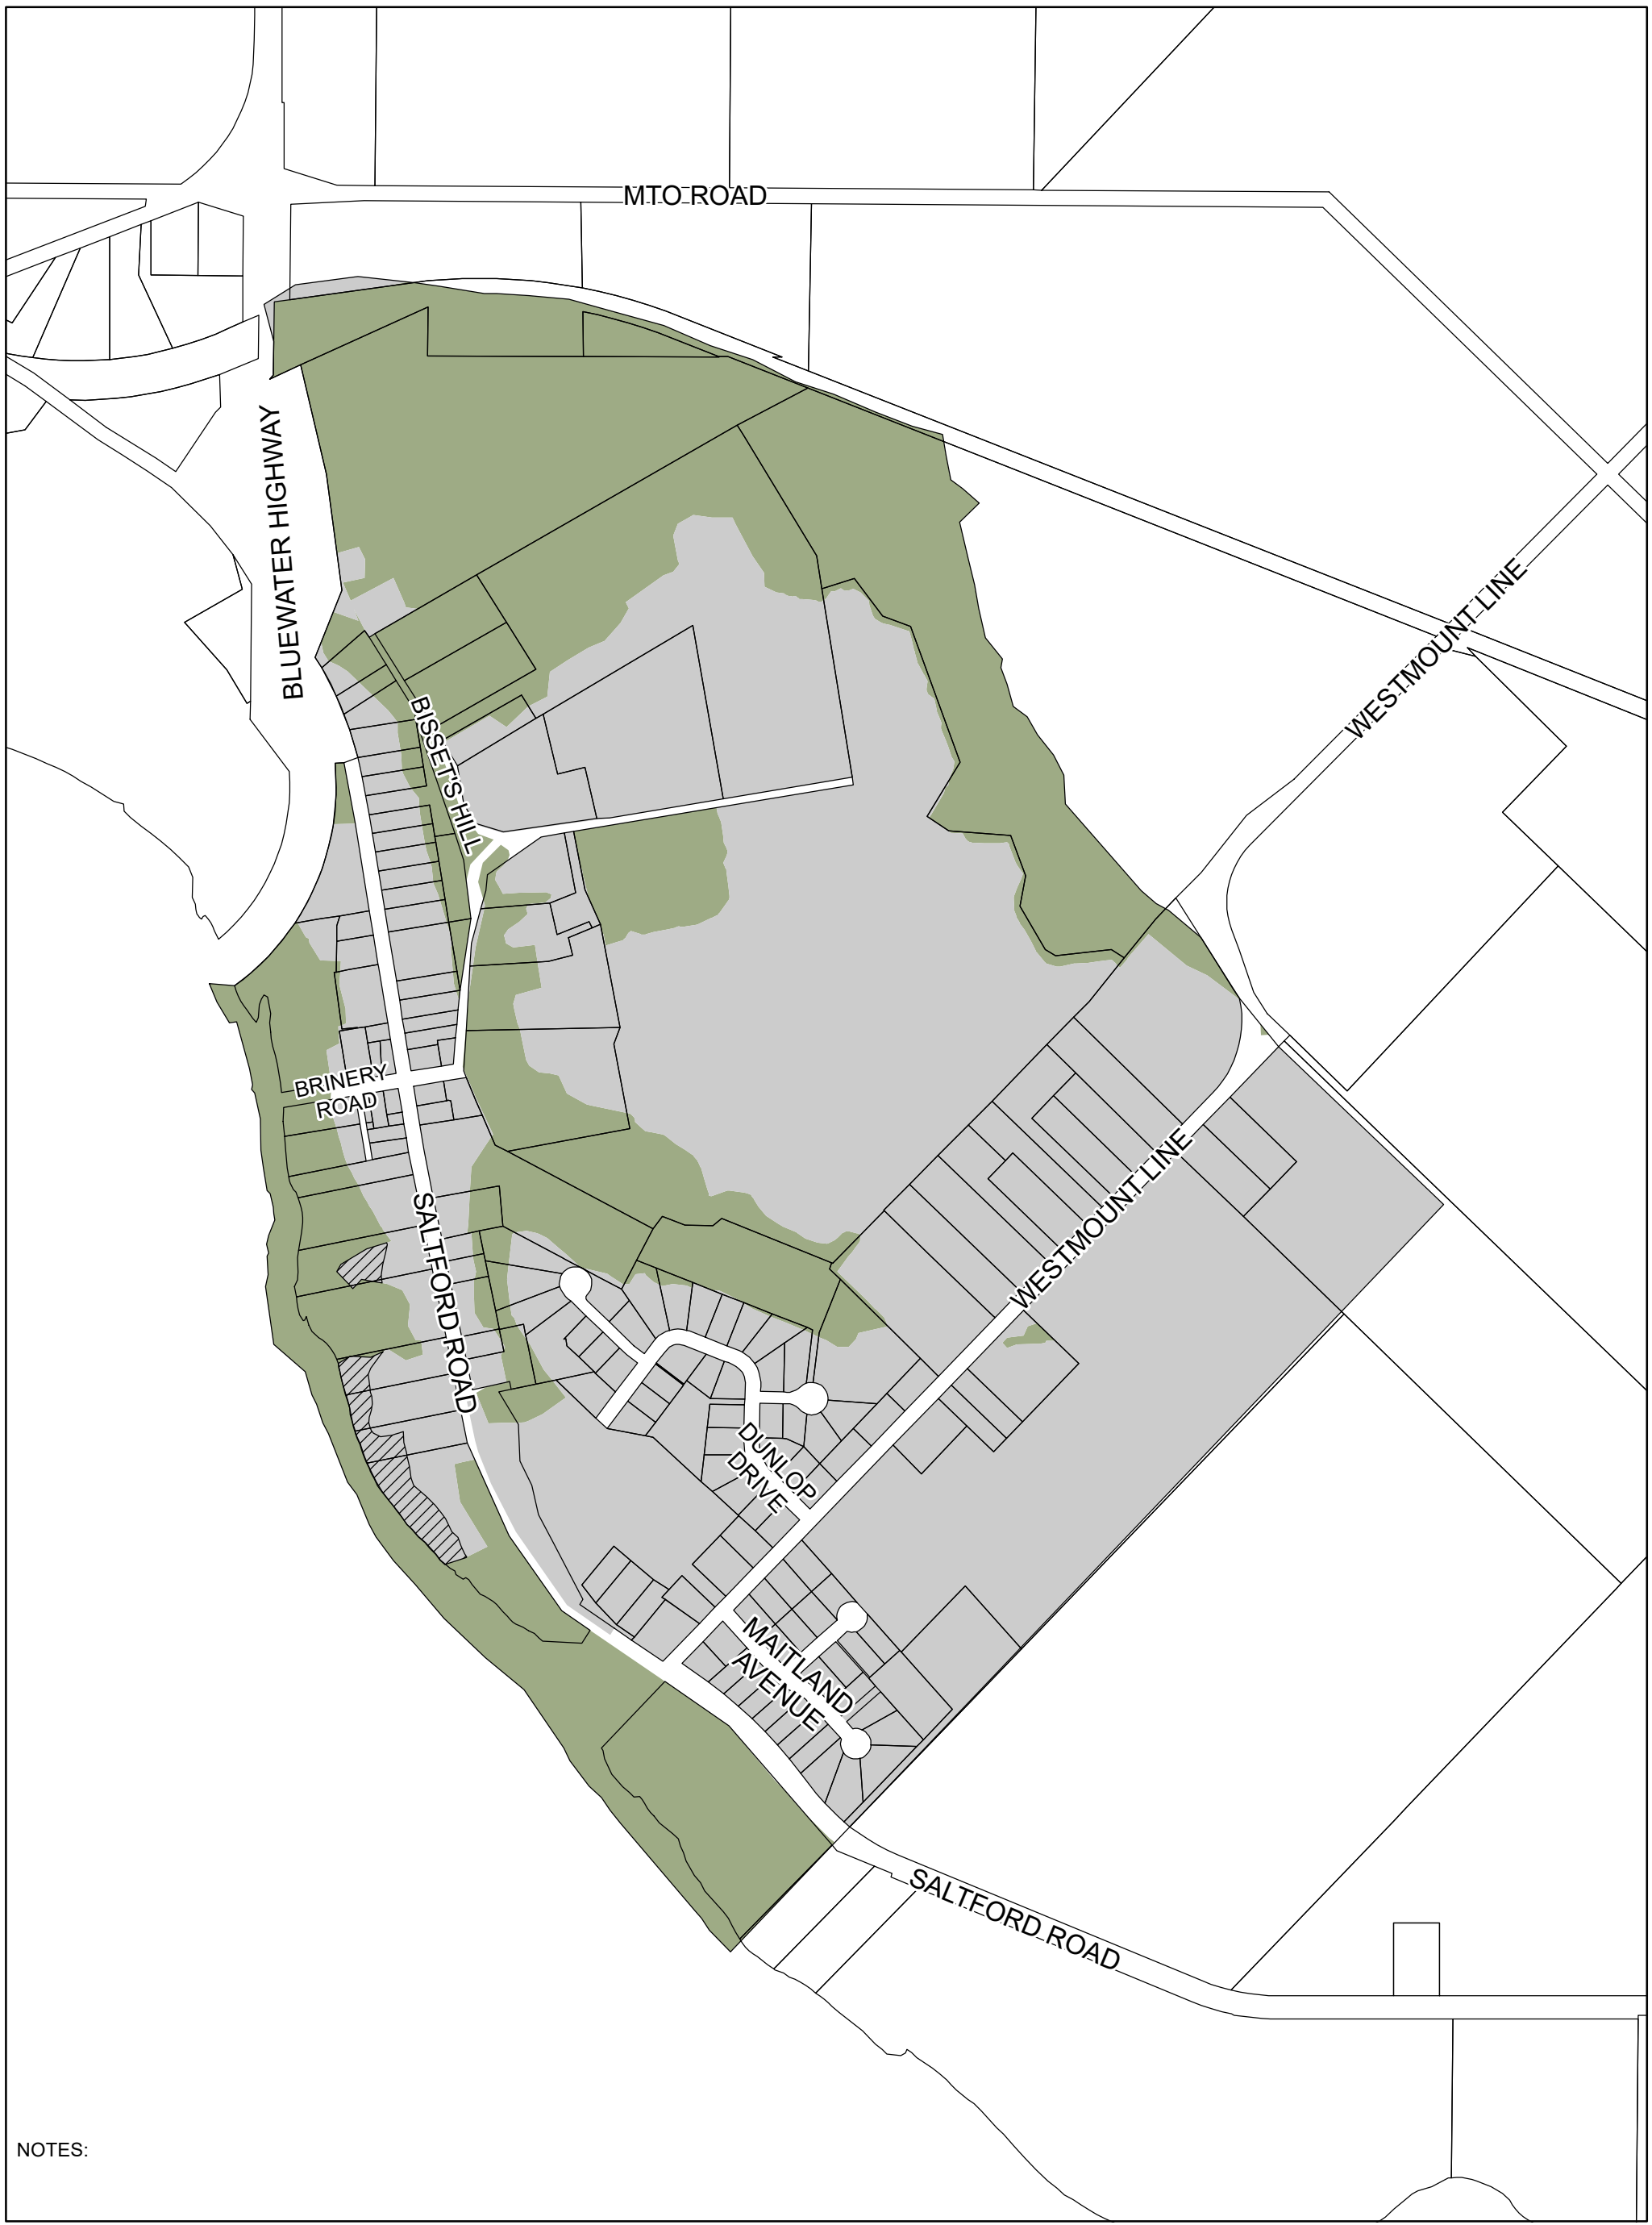 MTO ROAD
BLUEWATER HIGHWAY
WESTMOUNT LINE
BISSET'S HILL
BRINERY
ROAD
WESTMOUNT LINE
SALTFORD ROAD
DUNLOP
DRIVE
MAITLAND
AVENUE
SALTFORD ROAD
NOTES: